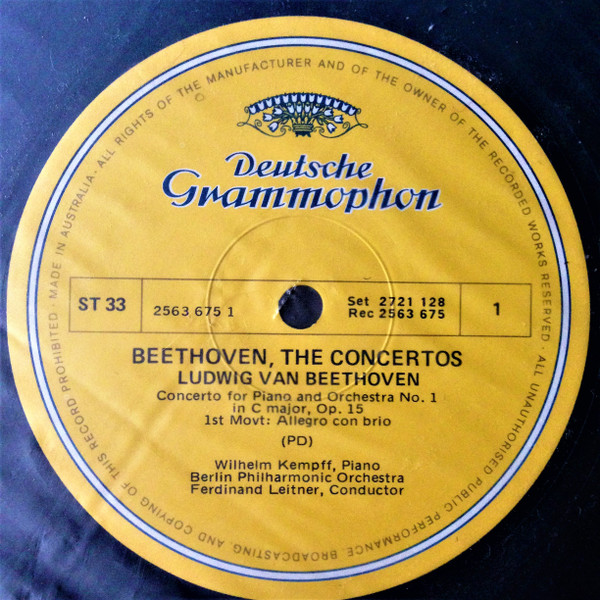 ALL RIGHTS OF THE MANUFACTURER AND OF THE OWNER OF THE RECORDED WORKS RESERVED · ALL UNAUTHORISED PUBLIC PERFORMANCE, BROADCASTING, AND COPYING OF THIS RECORD PROHIBITED · MADE IN AUSTRALIA ·
Deutsche
Grammophon
ST 33 2563 675 1 Set 2721 128 1
Rec 2563 675
BEETHOVEN, THE CONCERTOS
LUDWIG VAN BEETHOVEN
Concerto for Piano and Orchestra No. 1
in C major, Op. 15
1st Movt: Allegro con brio
(PD)
Wilhelm Kempff, Piano
Berlin Philharmonic Orchestra
Ferdinand Leitner, Conductor